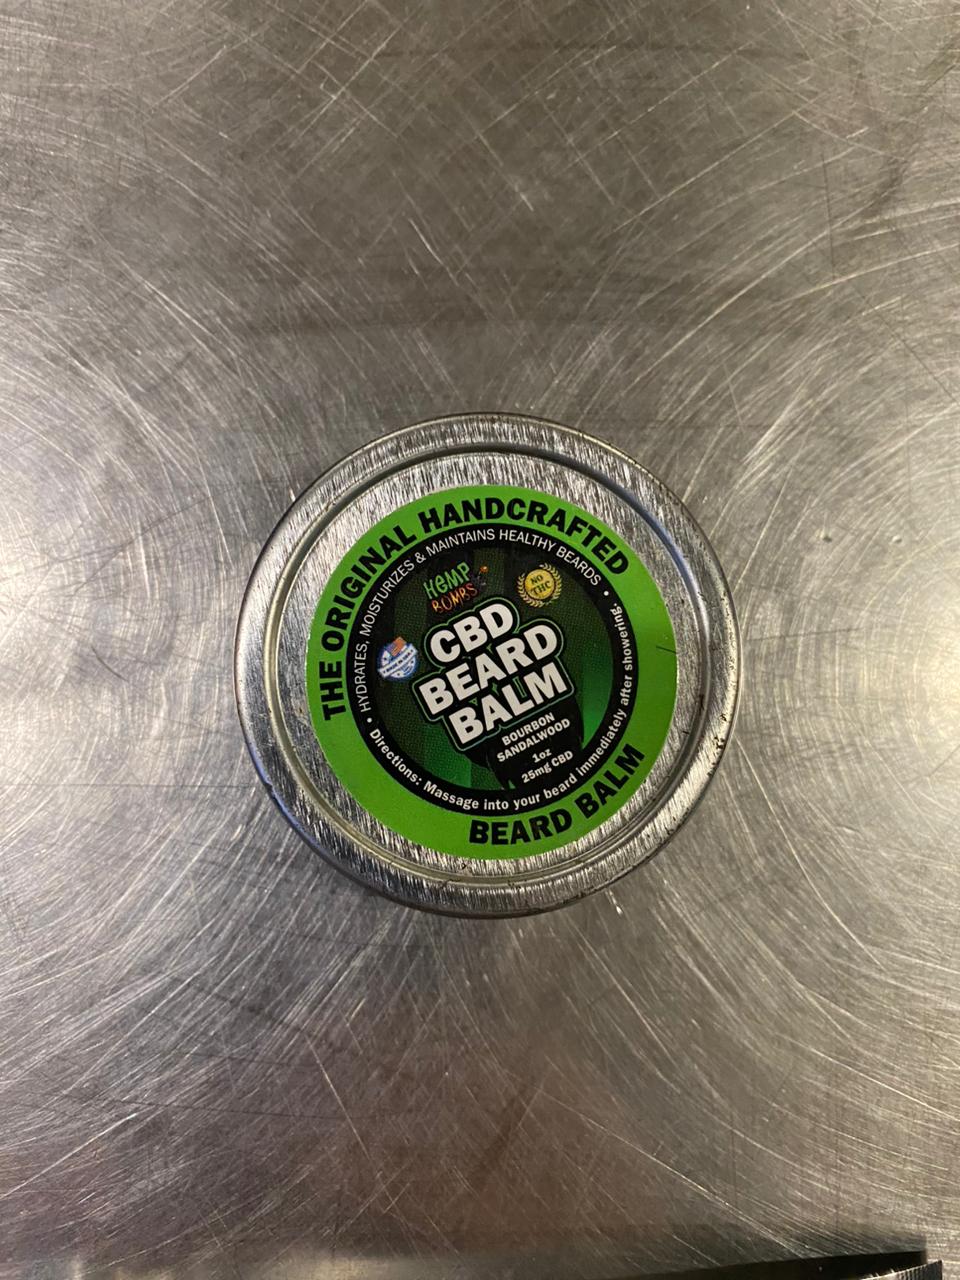 THE ORIGINAL HANDCRAFTED
HYDRATES, MOISTURIZES & MAINTAINS HEALTHY BEARDS
HEMP
BOMBS
NO
THC
CBD
BEARD
BALM
BOURBON
SANDALWOOD
1oz
25mg CBD
Directions: Massage into your beard immediately after showering.
BEARD BALM